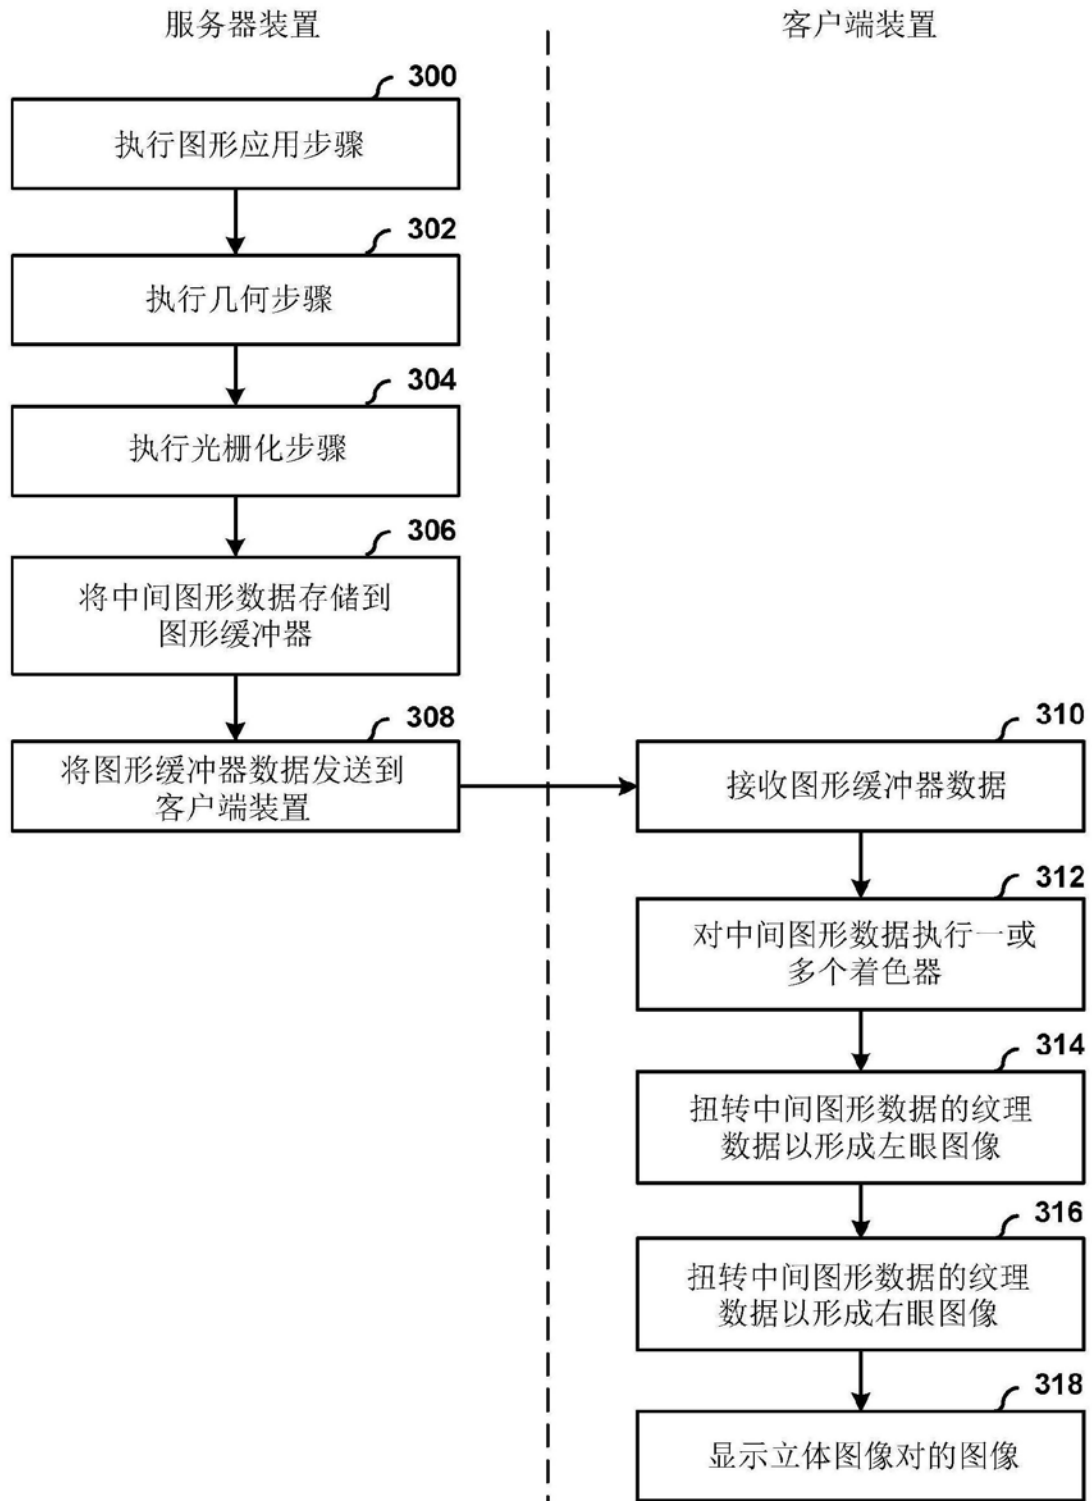 服务器装置
客户端装置
300
执行图形应用步骤
302
执行几何步骤
304
执行光栅化步骤
306
将中间图形数据存储到
图形缓冲器
308
将图形缓冲器数据发送到
客户端装置
310
接收图形缓冲器数据
312
对中间图形数据执行一或
多个着色器
314
扭转中间图形数据的纹理
数据以形成左眼图像
316
扭转中间图形数据的纹理
数据以形成右眼图像
318
显示立体图像对的图像